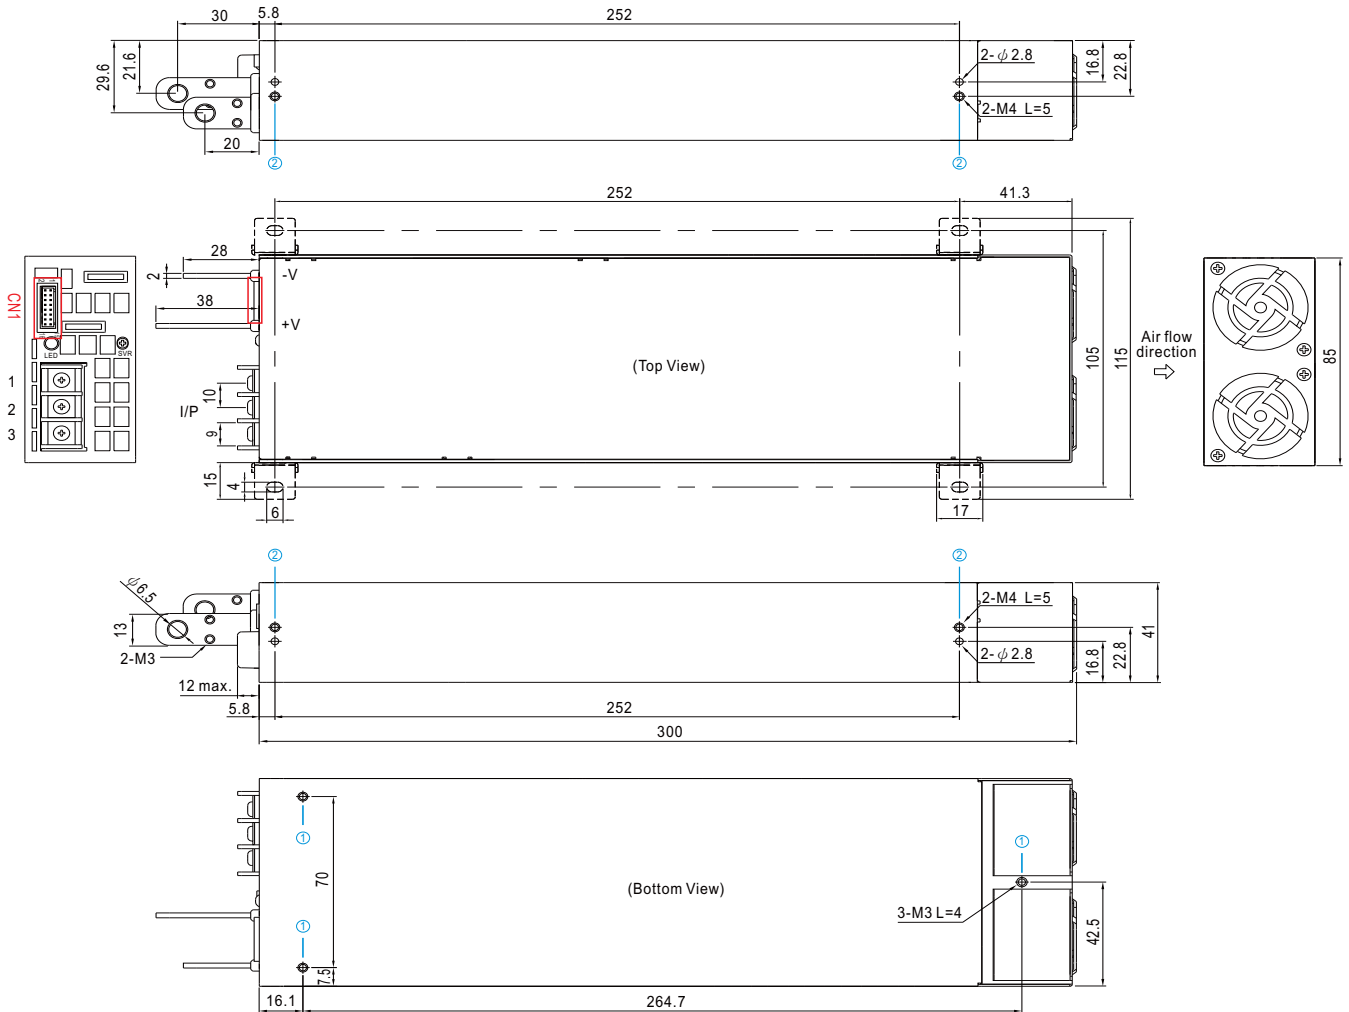 30
5.8
252
29.6
21.6
2-ϕ 2.8
16.8
22.8
2-M4 L=5
20
②
②
252
41.3
28
2
-V
38
+V
CN1
2 1
LED
SVR
1
2
3
I/P
10
9
(Top View)
105
115
Air flow
direction
85
15
4
6
17
②
②
ϕ6.5
13
2-M3
2-M4 L=5
2-ϕ 2.8
16.8
22.8
41
12 max.
5.8
252
300
①
①
①
70
(Bottom View)
3-M3 L=4
42.5
7.5
16.1
264.7